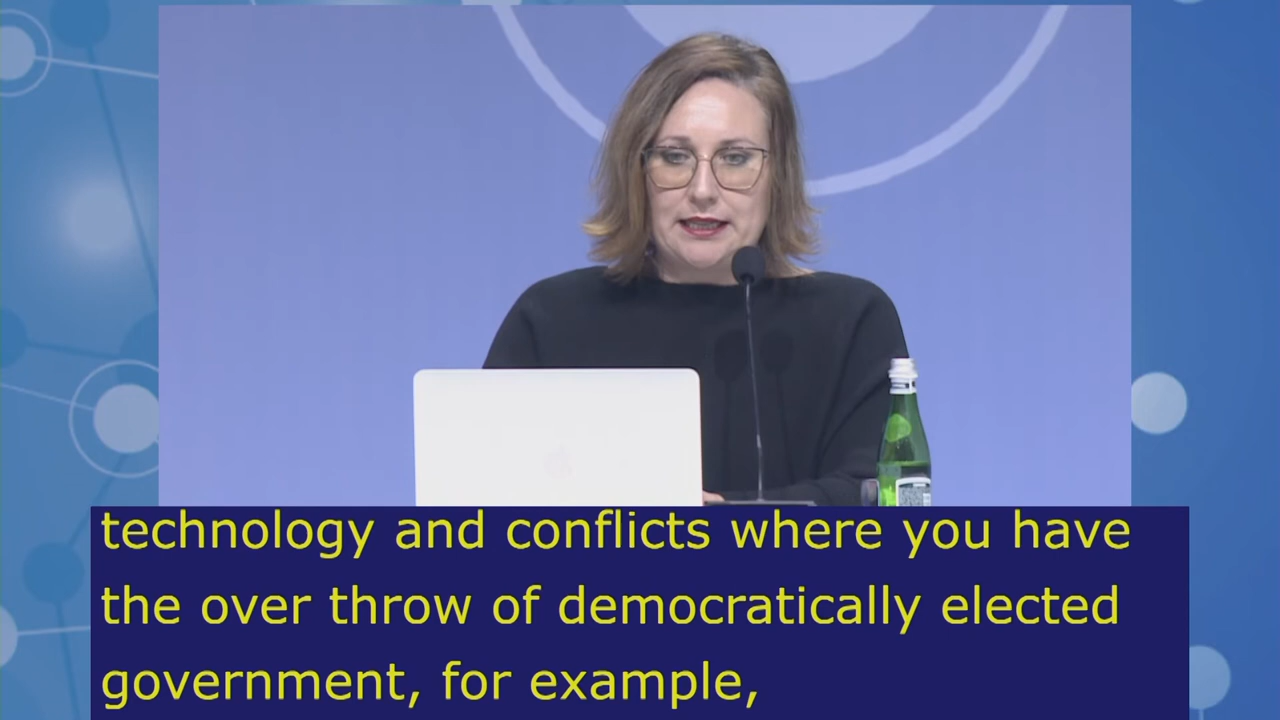 technology and conflicts where you have
the over throw of democratically elected
government, for example,